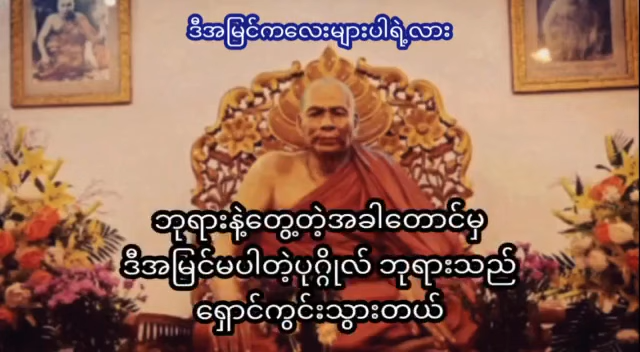 ဒီအမြင်ကလေးများပါရဲ့လား
ဘုရားနဲ့တွေ့တဲ့အခါတောင်မှ
ဒီအမြင်မပါတဲ့ပုဂ္ဂိုလ် ဘုရားသည်
ရှောင်ကွင်းသွားတယ်